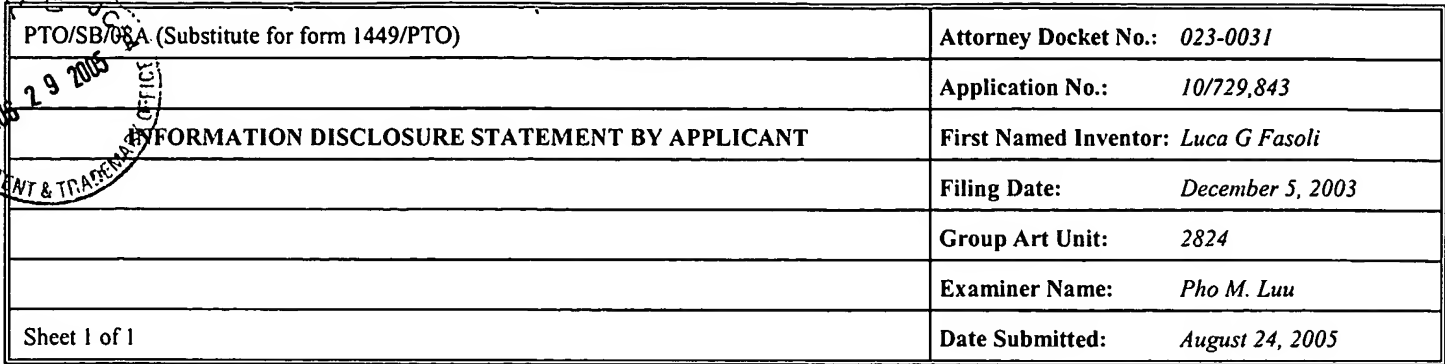 PTO/SB/08A (Substitute for form 1449/PTO)
Attorney Docket No.: 023-0031
29 2005
Application No.: 10/729,843
INFORMATION DISCLOSURE STATEMENT BY APPLICANT
First Named Inventor: Luca G Fasoli
Filing Date: December 5, 2003
Group Art Unit: 2824
Examiner Name: Pho M. Luu
Sheet 1 of 1
Date Submitted: August 24, 2005